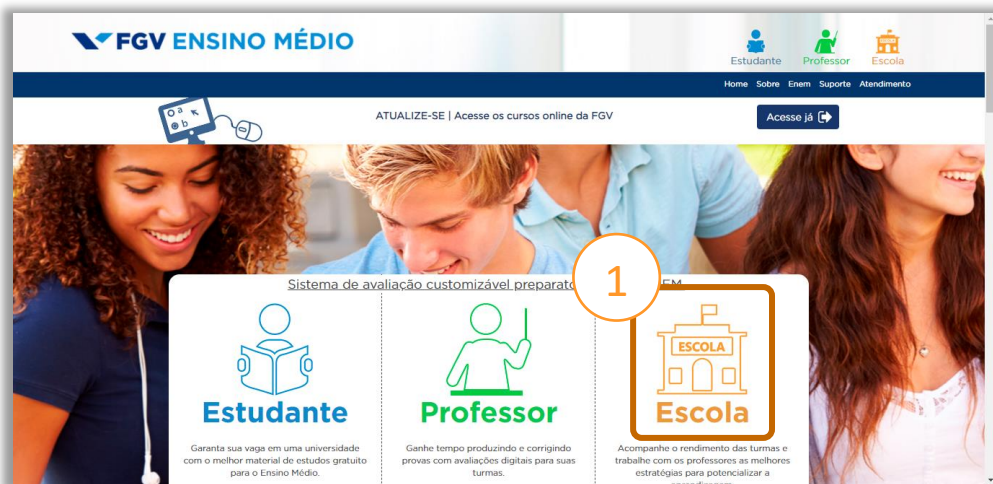 FGV ENSINO MÉDIO
Estudante
Professor
Escola
Home Sobre Enem Suporte Atendimento
ATUALIZE-SE | Acesse os cursos online da FGV
Acesse já
Sistema de avaliação customizável
1
ESCOLA
Estudante
Professor
Escola
Garanta sua vaga em uma universidade
com o melhor material de estudos gratuito
para o Ensino Médio.
Ganhe tempo produzindo e corrigindo
provas com avaliações digitais para suas
turmas.
Acompanhe o rendimento das turmas e
trabalhe com os professores as melhores
estratégias para potencializar a